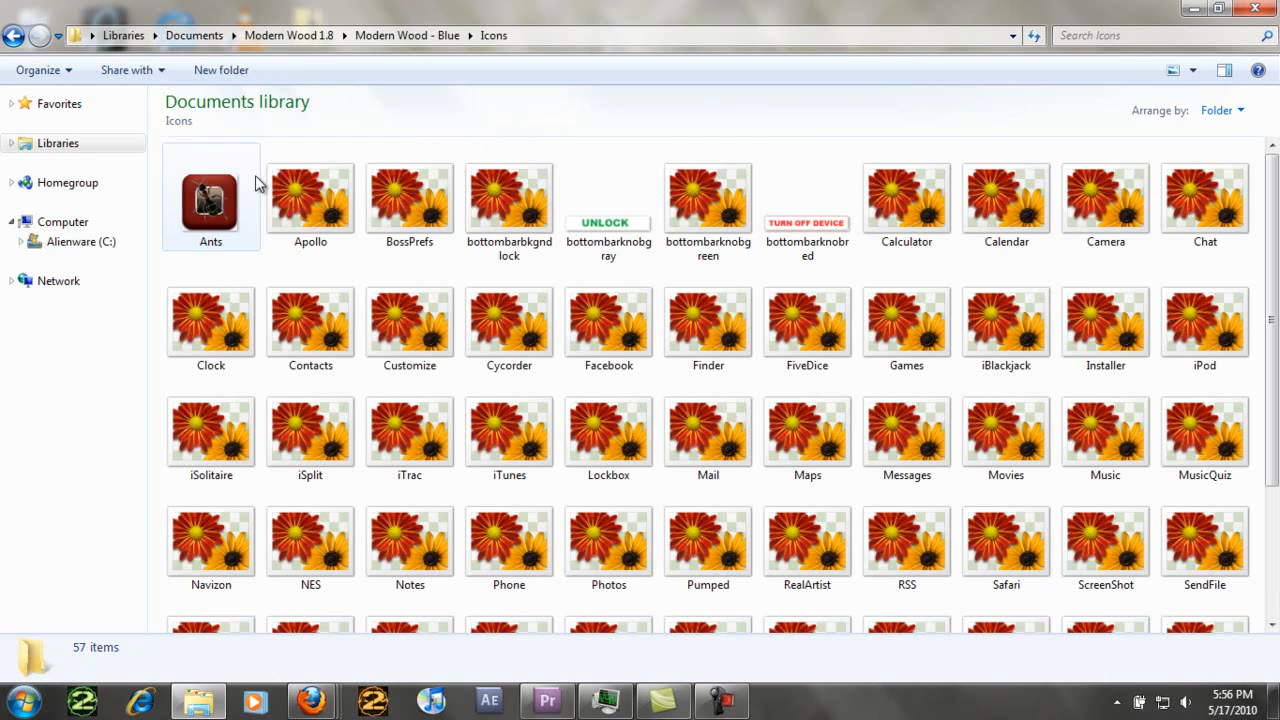 Libraries
Documents
Modern Wood 1.8
Modern Wood - Blue
Icons
Search Icons
Organize
Share with
New folder
Favorites
Libraries
Homegroup
Computer
Alienware (C:)
Network
Documents library
Icons
Arrange by: Folder
UNLOCK
TURN OFF DEVICE
Ants
Apollo
BossPrefs
bottombarbkgnd
lock
bottombarknobg
ray
bottombarknobg
reen
bottombarknobr
ed
Calculator
Calendar
Camera
Chat
Clock
Contacts
Customize
Cycorder
Facebook
Finder
FiveDice
Games
iBlackjack
Installer
iPod
iSolitaire
iSplit
iTrac
iTunes
Lockbox
Mail
Maps
Messages
Movies
Music
MusicQuiz
Navizon
NES
Notes
Phone
Photos
Pumped
RealArtist
RSS
Safari
ScreenShot
SendFile
57 items
2
2
Ae
Pr
5:56 PM
5/17/2010